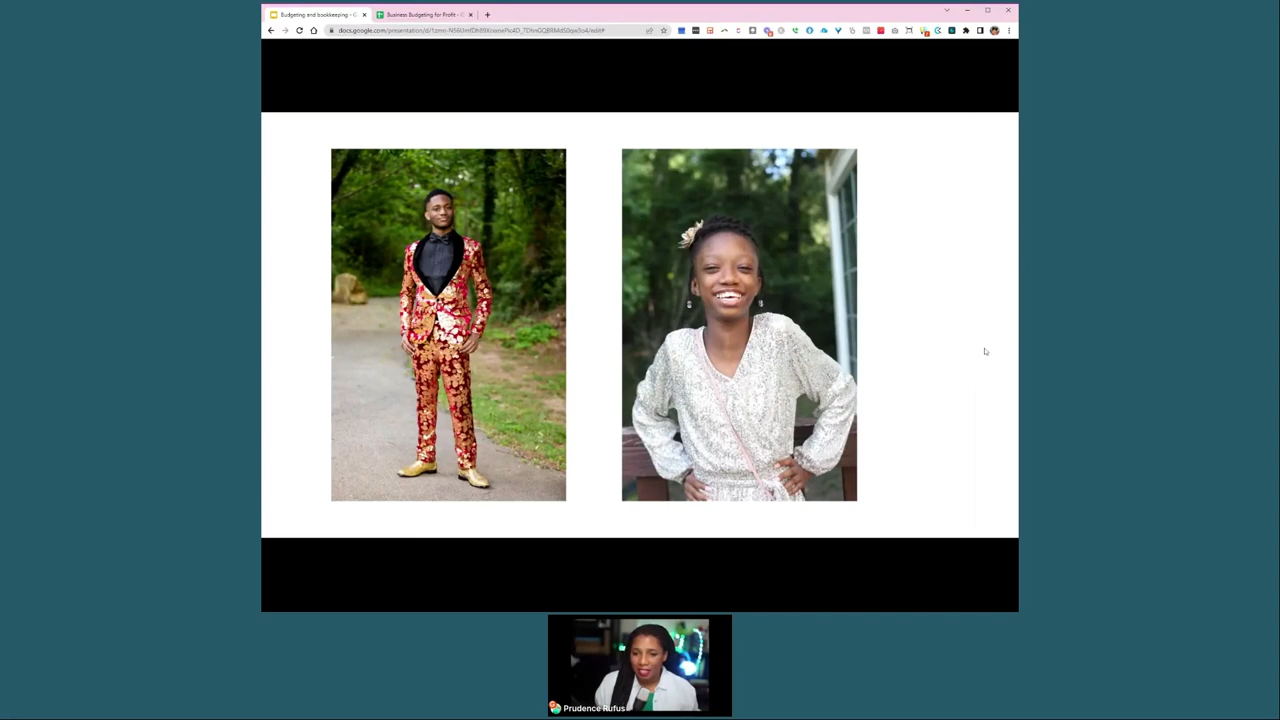 Budgeting and bookkeeping - G
Business Budgeting for Profit - G
Prudence Rufus